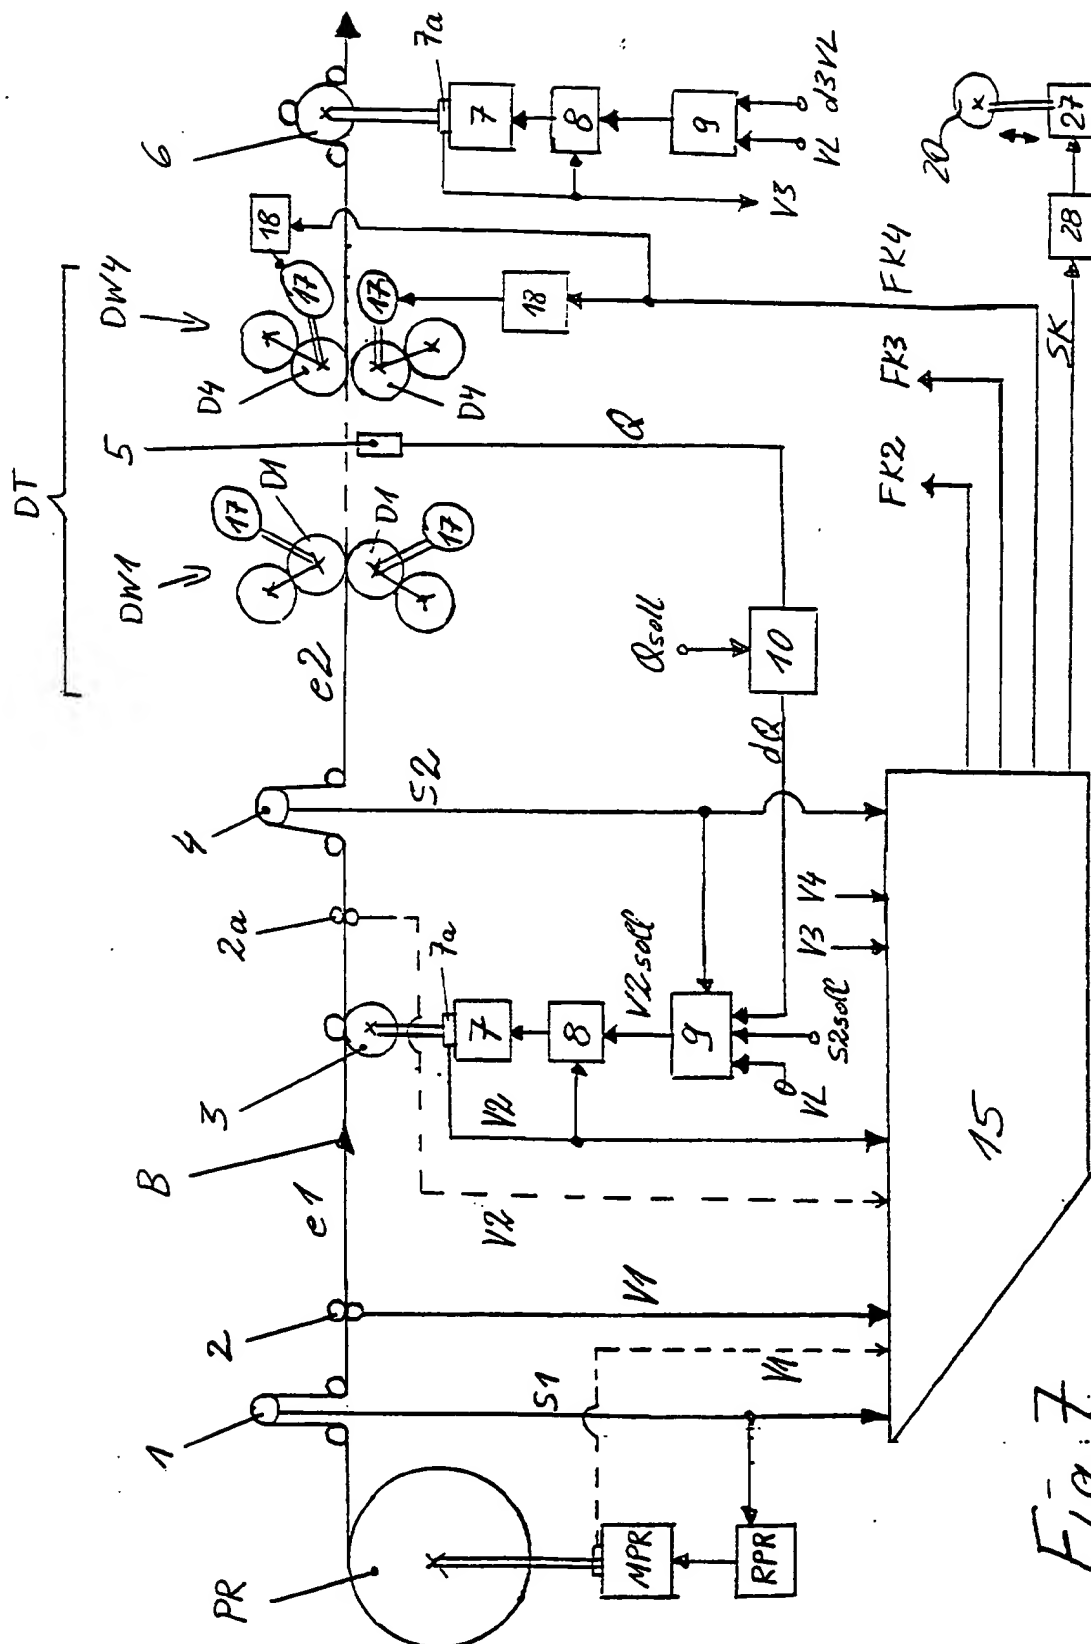 DT
DW1
DW4
PR
1
2
e1
B
3
2a
4
e2
D1
17
D1
17
5
D4
17
D4
17
18
18
6
7a
7
8
9
VL
d3VL
V3
S1
MPR
RPR
V1
V1
V2
V2
7a
7
8
V2soll
9
VL
S2soll
S2
dQ
Qsoll
10
Q
V3
V4
15
FK2
FK3
FK4
SK
28
27
20
Fig. 7